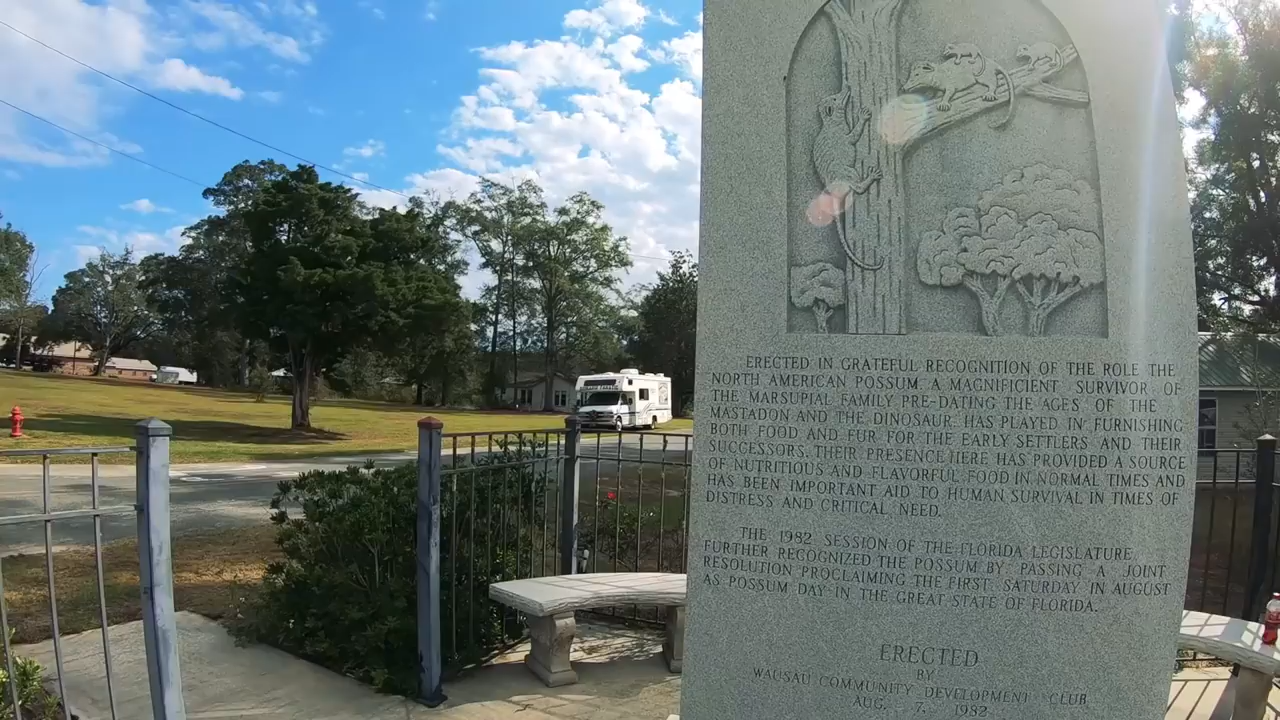 ERECTED IN GRATEFUL RECOGNITION OF THE ROLE THE
NORTH AMERICAN POSSUM, A MAGNIFICIENT SURVIVOR OF
THE MARSUPIAL FAMILY PRE-DATING THE AGES OF THE
MASTADON AND THE DINOSAUR, HAS PLAYED IN FURNISHING
BOTH FOOD AND FUR FOR THE EARLY SETTLERS AND THEIR
SUCCESSORS. THEIR PRESENCE HERE HAS PROVIDED A SOURCE
OF NUTRITIOUS AND FLAVORFUL FOOD IN NORMAL TIMES AND
HAS BEEN IMPORTANT AID TO HUMAN SURVIVAL IN TIMES OF
DISTRESS AND CRITICAL NEED.
THE 1982 SESSION OF THE FLORIDA LEGISLATURE
FURTHER RECOGNIZED THE POSSUM BY PASSING A JOINT
RESOLUTION PROCLAIMING THE FIRST SATURDAY IN AUGUST
AS POSSUM DAY IN THE GREAT STATE OF FLORIDA.
ERECTED
BY
WAUSAU COMMUNITY DEVELOPMENT CLUB
AUG. 7, 1982